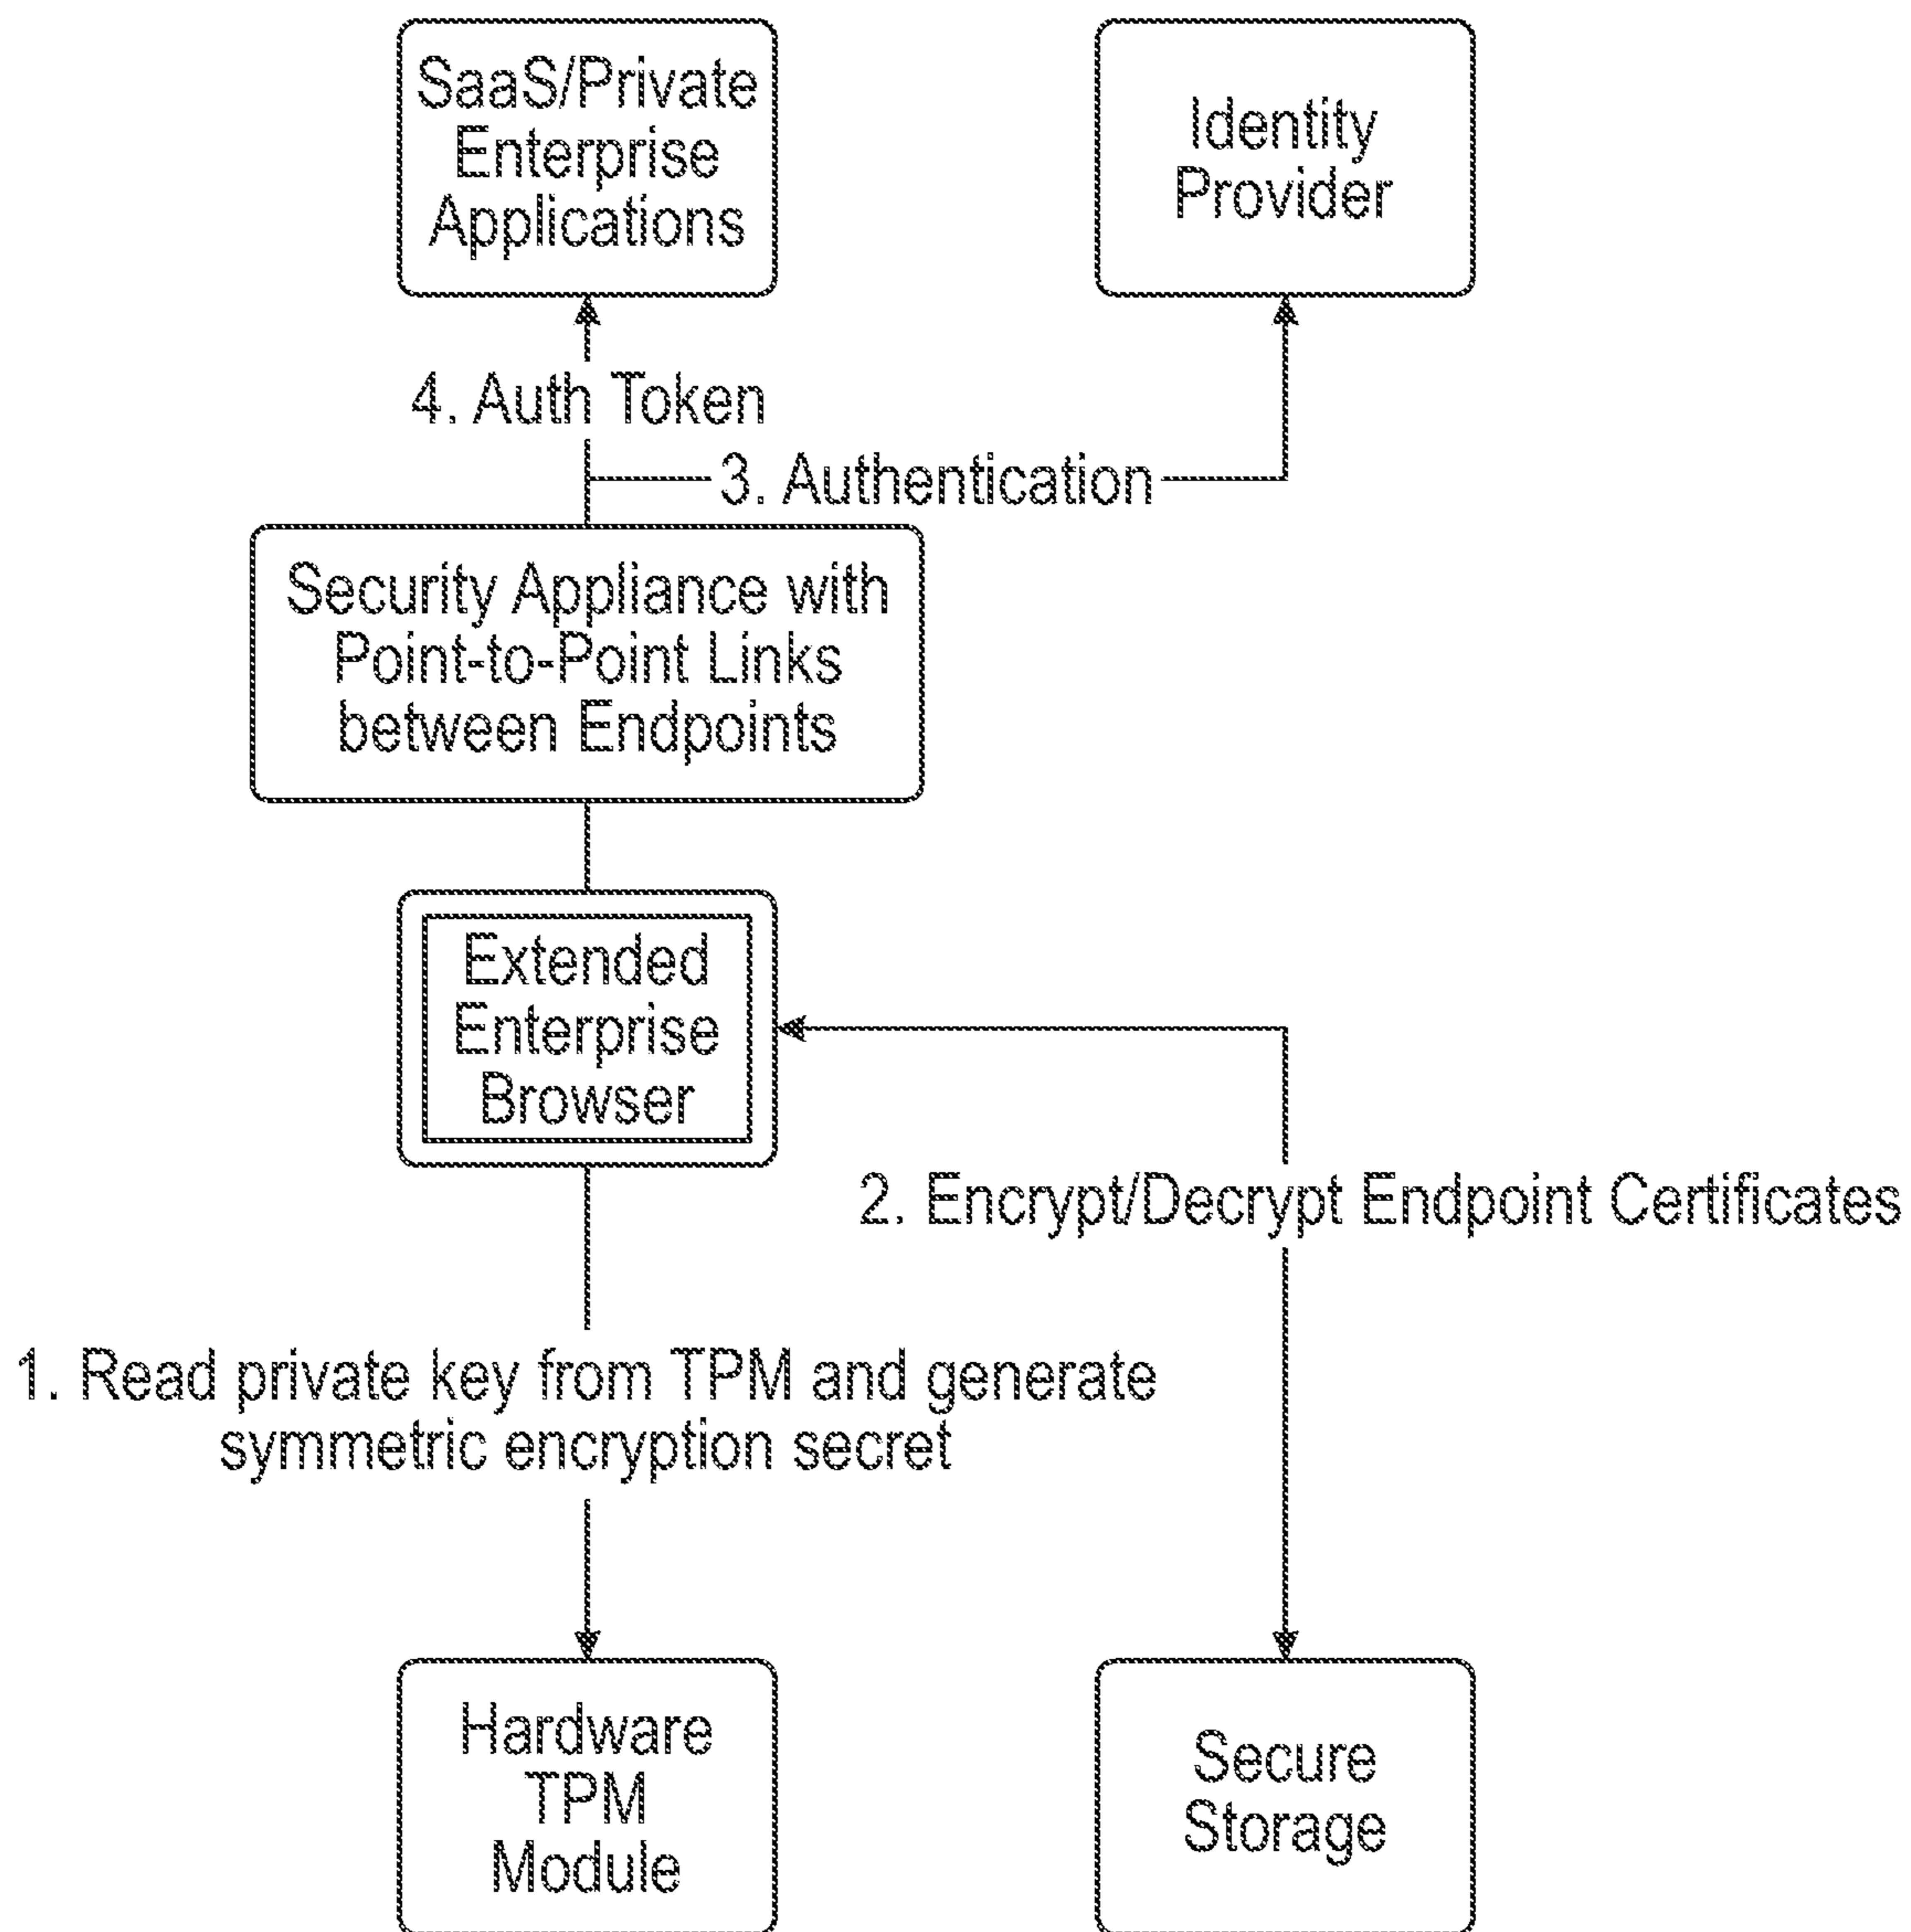 SaaS/Private
Enterprise
Applications
Identity
Provider
4. Auth Token
3. Authentication
Security Appliance with
Point-to-Point Links
between Endpoints
Extended
Enterprise
Browser
2. Encrypt/Decrypt Endpoint Certificates
1. Read private key from TPM and generate
symmetric encryption secret
Hardware
TPM
Module
Secure
Storage